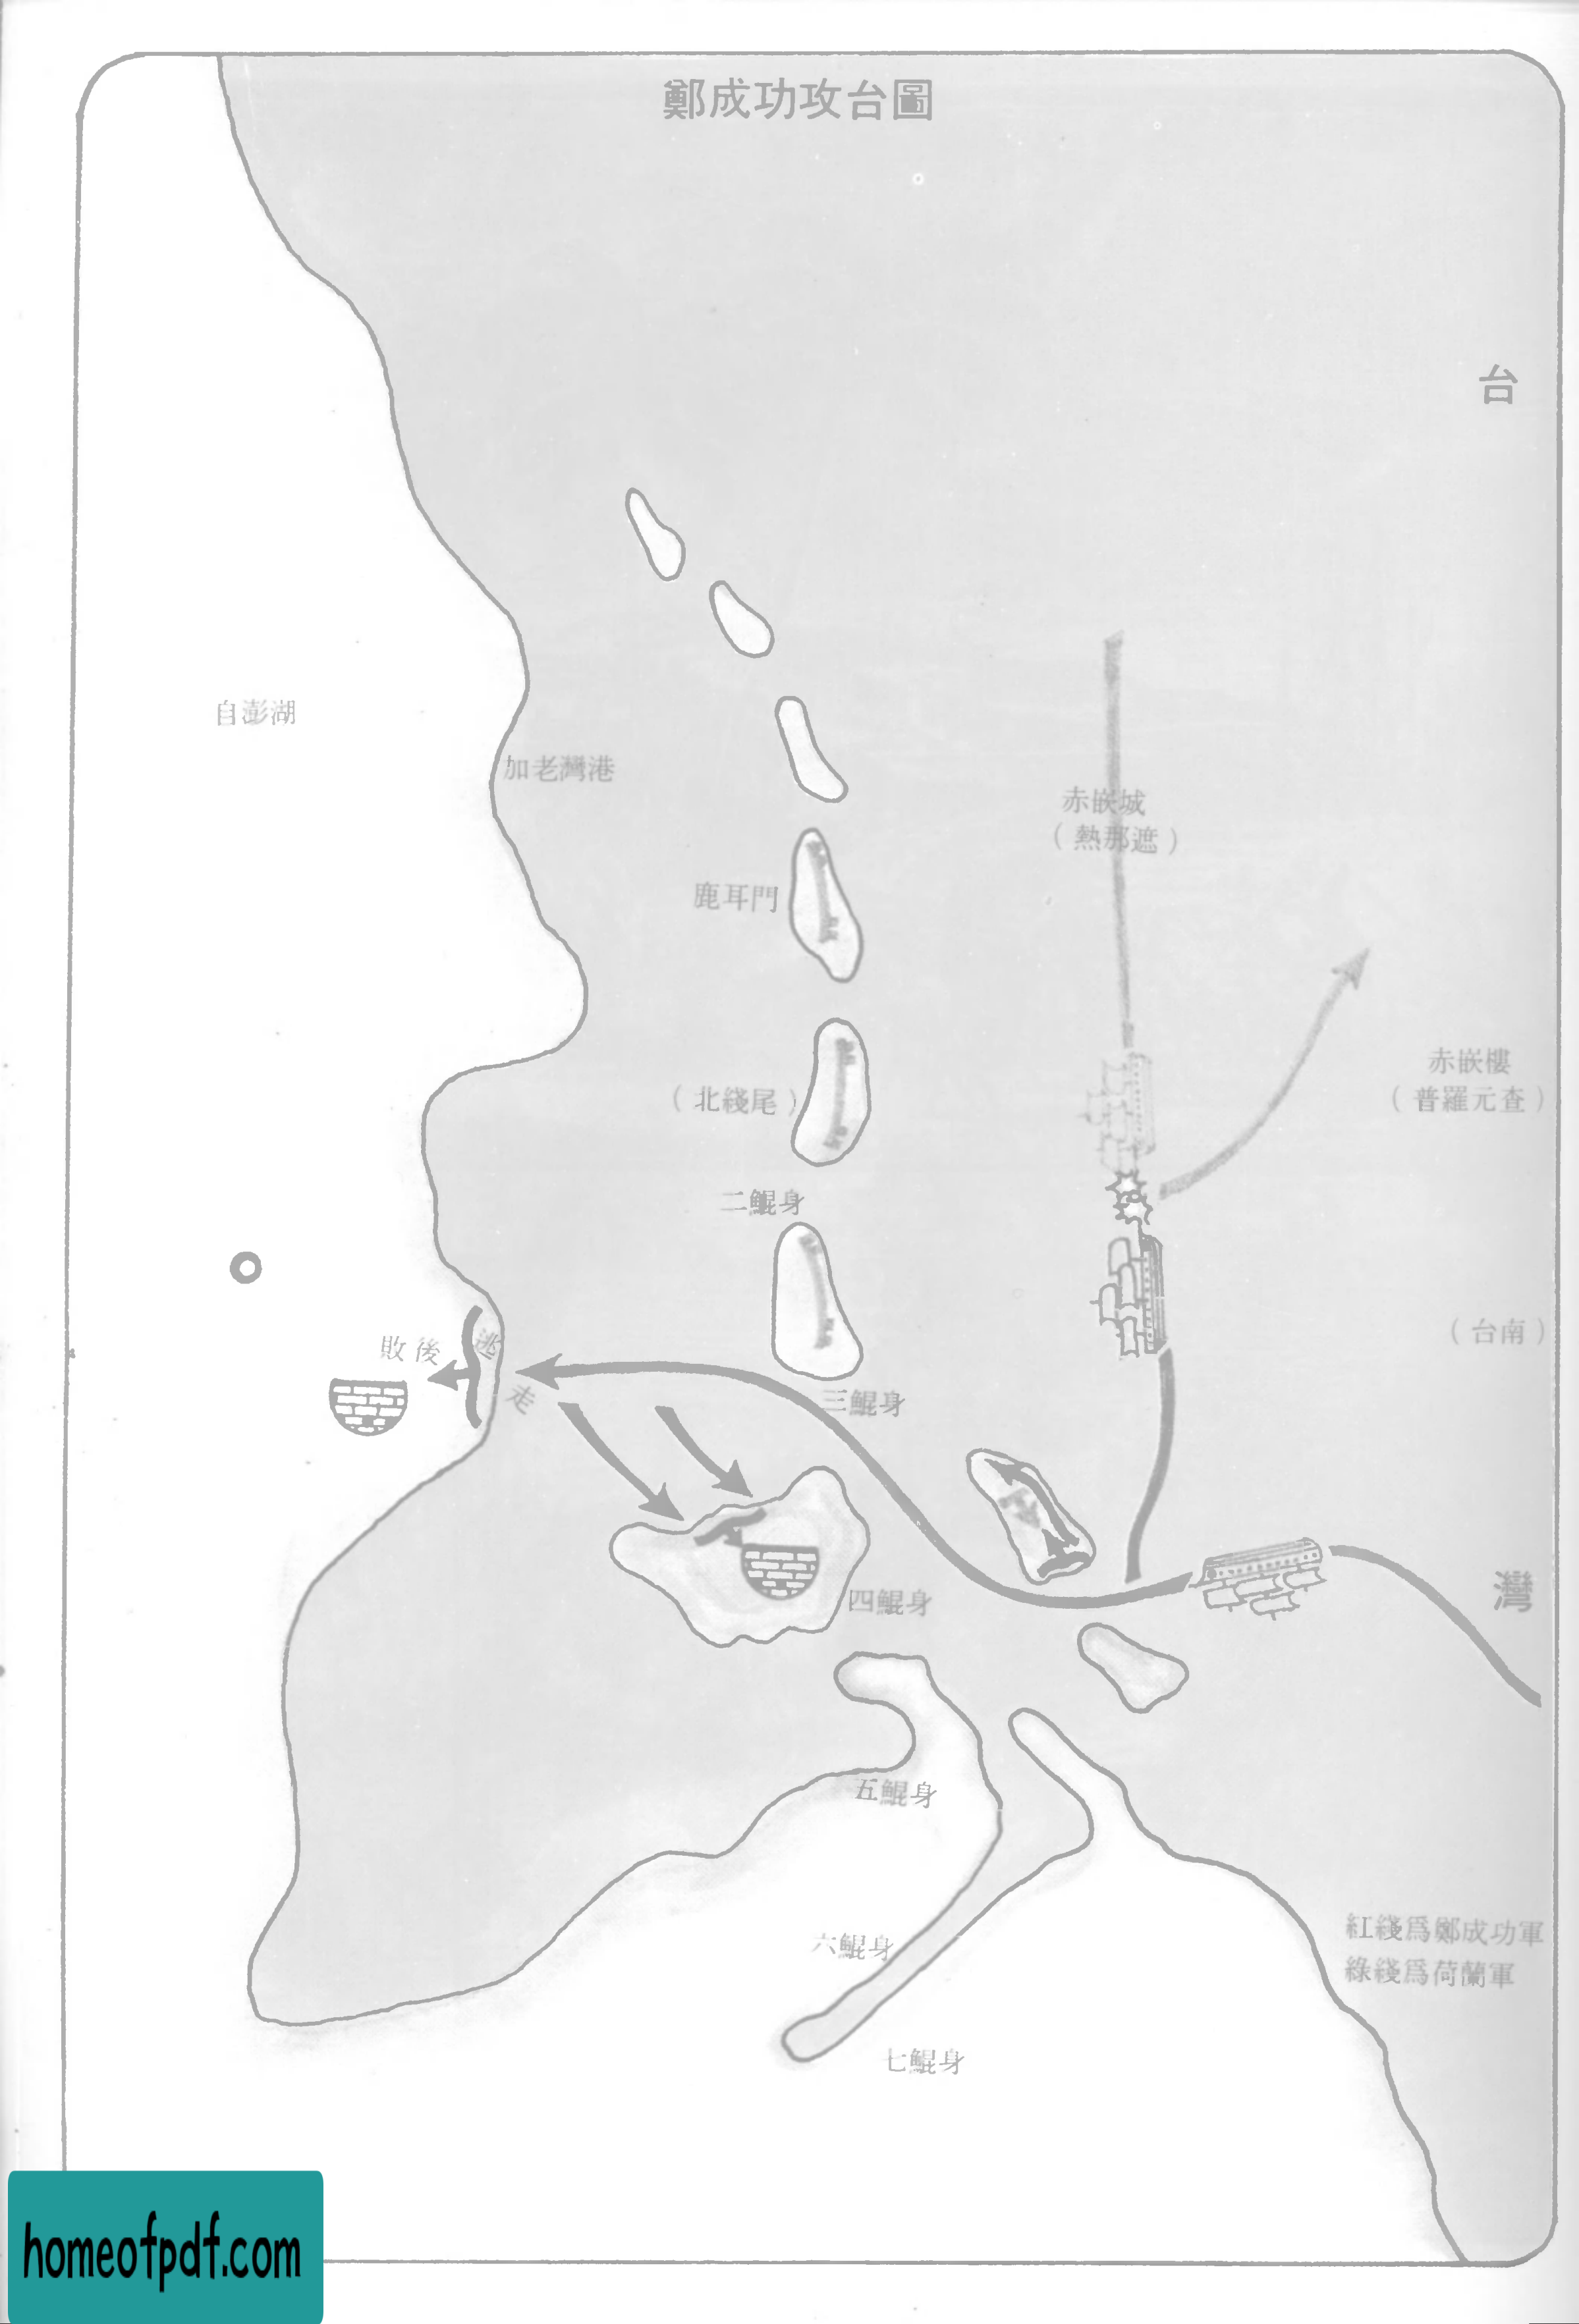 鄭成功攻台圖
台
自澎湖
加老灣港
赤嵌城
（熱那遮）
鹿耳門
赤嵌樓
（普羅元查）
（北綫尾）
二鯤身
（台南）
敗後逃走
三鯤身
四鯤身
灣
五鯤身
紅綫爲鄭成功軍
綠綫爲荷蘭軍
六鯤身
七鯤身
homeofpdf.com